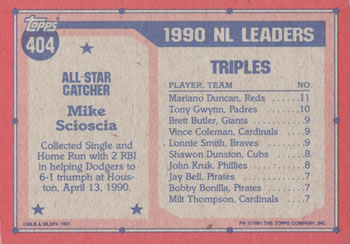 topps
404
ALL-STAR
CATCHER
Mike
Scioscia
Collected Single and
Home Run with 2 RBI
in helping Dodgers to
6-1 triumph at Hous-
ton, April 13, 1990.
©MLB & MLBPA 1991
1990 NL LEADERS
TRIPLES
PLAYER, TEAM NO.
Mariano Duncan, Reds - - - - 11
Tony Gwynn, Padres - - - - - 10
Brett Butler, Giants - - - - - - 9
Vince Coleman, Cardinals - - - 9
Lonnie Smith, Braves - - - - - 9
Shawon Dunston, Cubs - - - - 8
John Kruk, Phillies - - - - - - 8
Jay Bell, Pirates - - - - - - - 7
Bobby Bonilla, Pirates - - - - - 7
Milt Thompson, Cardinals - - - 7
©1991 THE TOPPS COMPANY, INC.